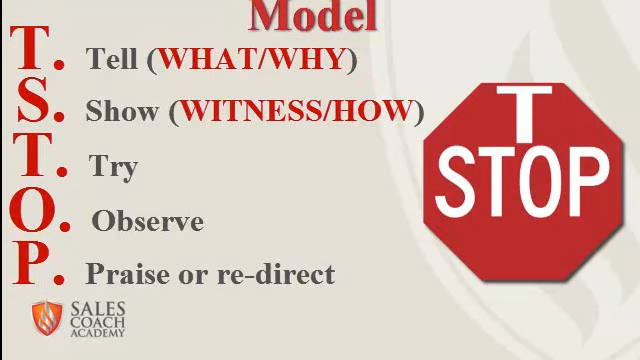 Model
T. Tell (WHAT/WHY)
S. Show (WITNESS/HOW)
T. Try
O. Observe
P. Praise or re-direct
T
STOP
SALES
COACH
ACADEMY